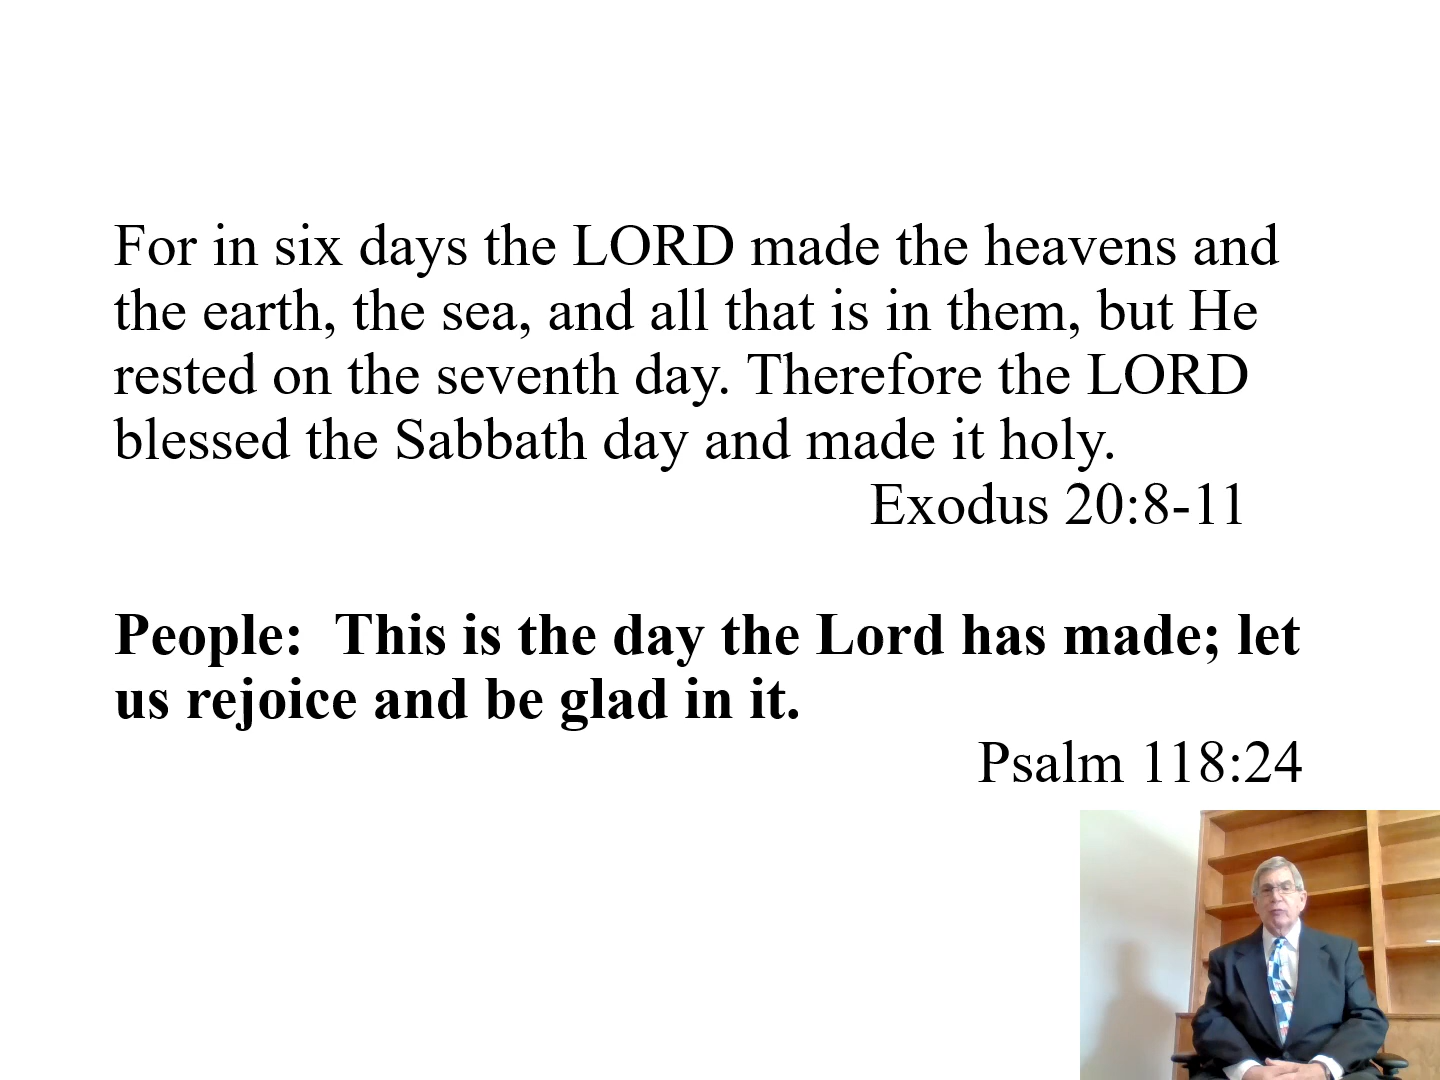 For in six days the LORD made the heavens and
the earth, the sea, and all that is in them, but He
rested on the seventh day. Therefore the LORD
blessed the Sabbath day and made it holy.
Exodus 20:8-11
People:  This is the day the Lord has made; let
us rejoice and be glad in it.
Psalm 118:24